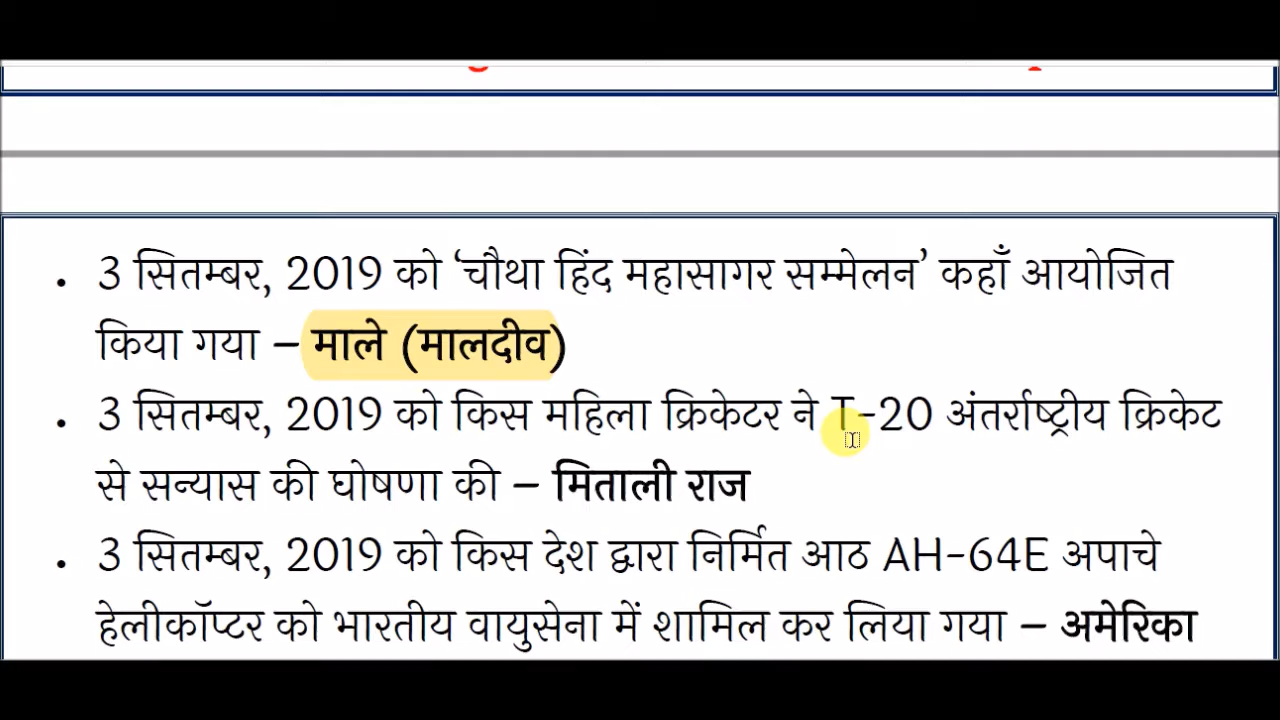 • 3 सितम्बर, 2019 को ‘चौथा हिंद महासागर सम्मेलन’ कहाँ आयोजित
किया गया – माले (मालदीव)
• 3 सितम्बर, 2019 को किस महिला क्रिकेटर ने T-20 अंतर्राष्ट्रीय क्रिकेट
से सन्यास की घोषणा की – मिताली राज
• 3 सितम्बर, 2019 को किस देश द्वारा निर्मित आठ AH-64E अपाचे
हेलीकॉप्टर को भारतीय वायुसेना में शामिल कर लिया गया – अमेरिका